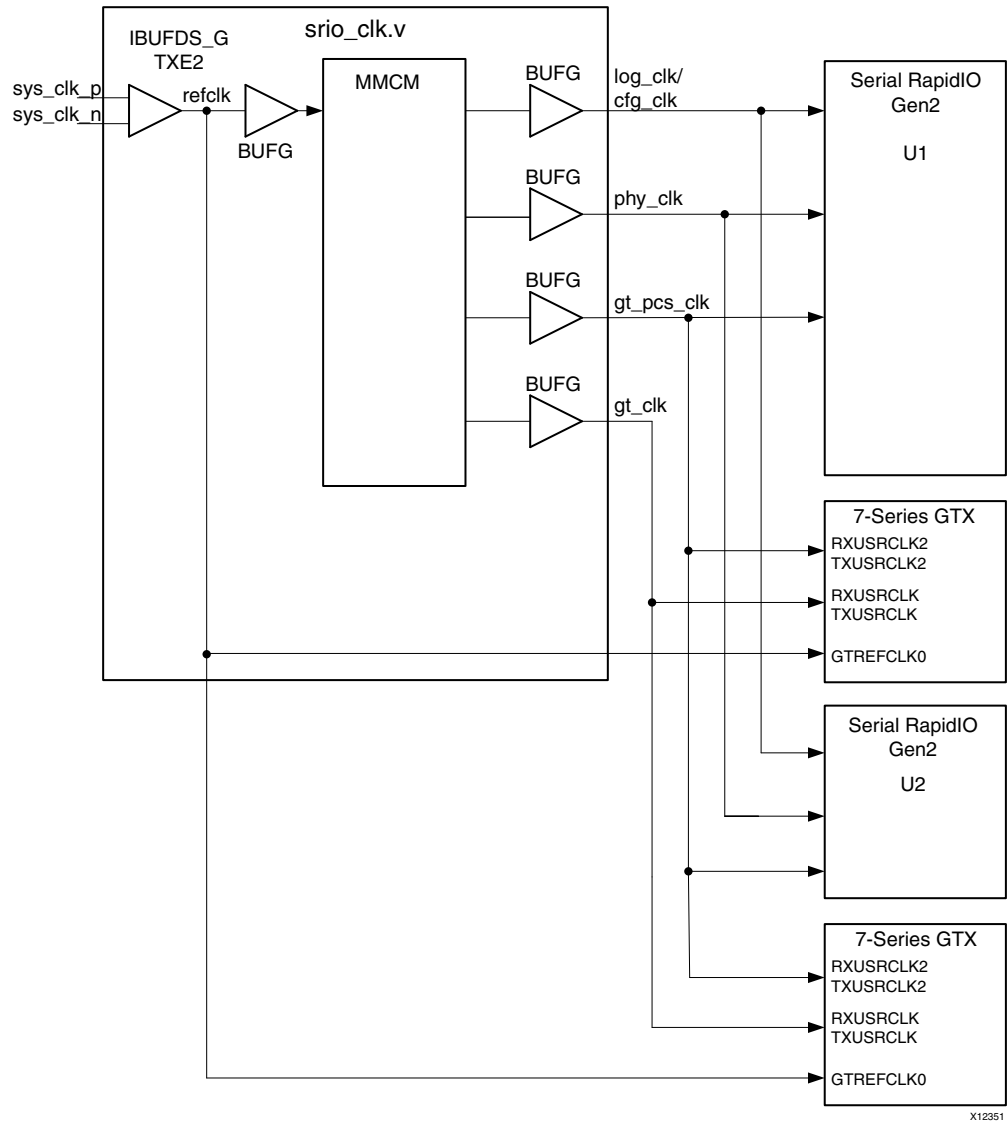 srio_clk.v
IBUFDS_G
TXE2
sys_clk_p
sys_clk_n
refclk
BUFG
MMCM
BUFG
log_clk/
cfg_clk
BUFG
phy_clk
BUFG
gt_pcs_clk
BUFG
gt_clk
Serial RapidIO
Gen2
U1
7-Series GTX
RXUSRCLK2
TXUSRCLK2
RXUSRCLK
TXUSRCLK
GTREFCLK0
Serial RapidIO
Gen2
U2
7-Series GTX
RXUSRCLK2
TXUSRCLK2
RXUSRCLK
TXUSRCLK
GTREFCLK0
X12351